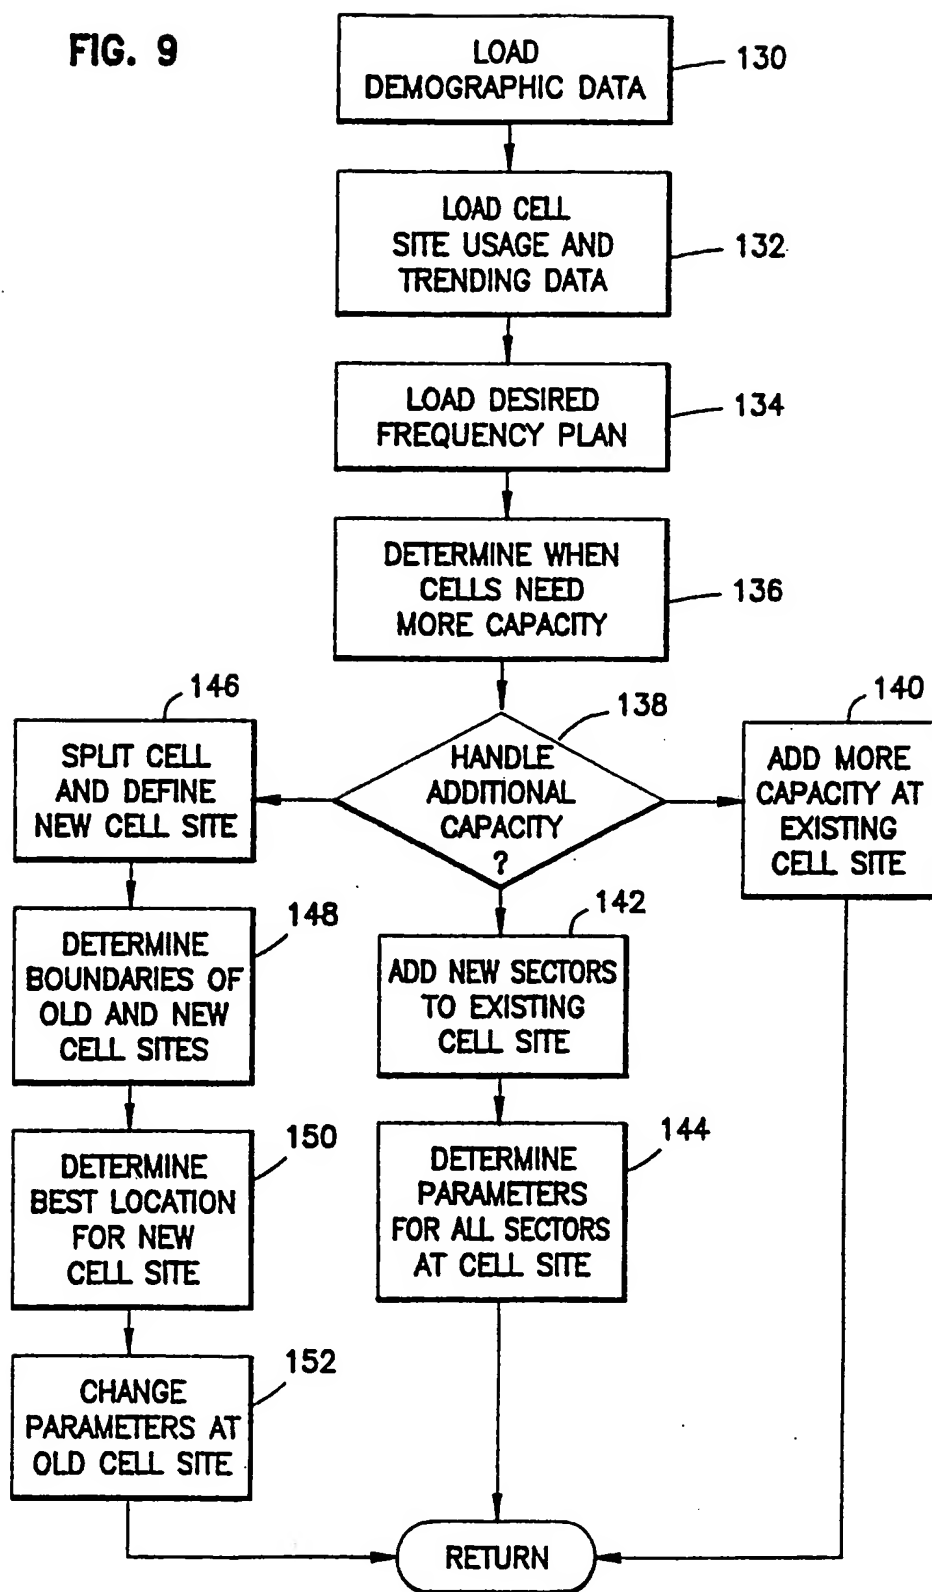 FIG. 9
LOAD
DEMOGRAPHIC DATA
130
LOAD CELL
SITE USAGE AND
TRENDING DATA
132
LOAD DESIRED
FREQUENCY PLAN
134
DETERMINE WHEN
CELLS NEED
MORE CAPACITY
136
HANDLE
ADDITIONAL
CAPACITY
?
138
146
SPLIT CELL
AND DEFINE
NEW CELL SITE
148
DETERMINE
BOUNDARIES OF
OLD AND NEW
CELL SITES
150
DETERMINE
BEST LOCATION
FOR NEW
CELL SITE
152
CHANGE
PARAMETERS AT
OLD CELL SITE
142
ADD NEW SECTORS
TO EXISTING
CELL SITE
144
DETERMINE
PARAMETERS
FOR ALL SECTORS
AT CELL SITE
140
ADD MORE
CAPACITY AT
EXISTING
CELL SITE
RETURN